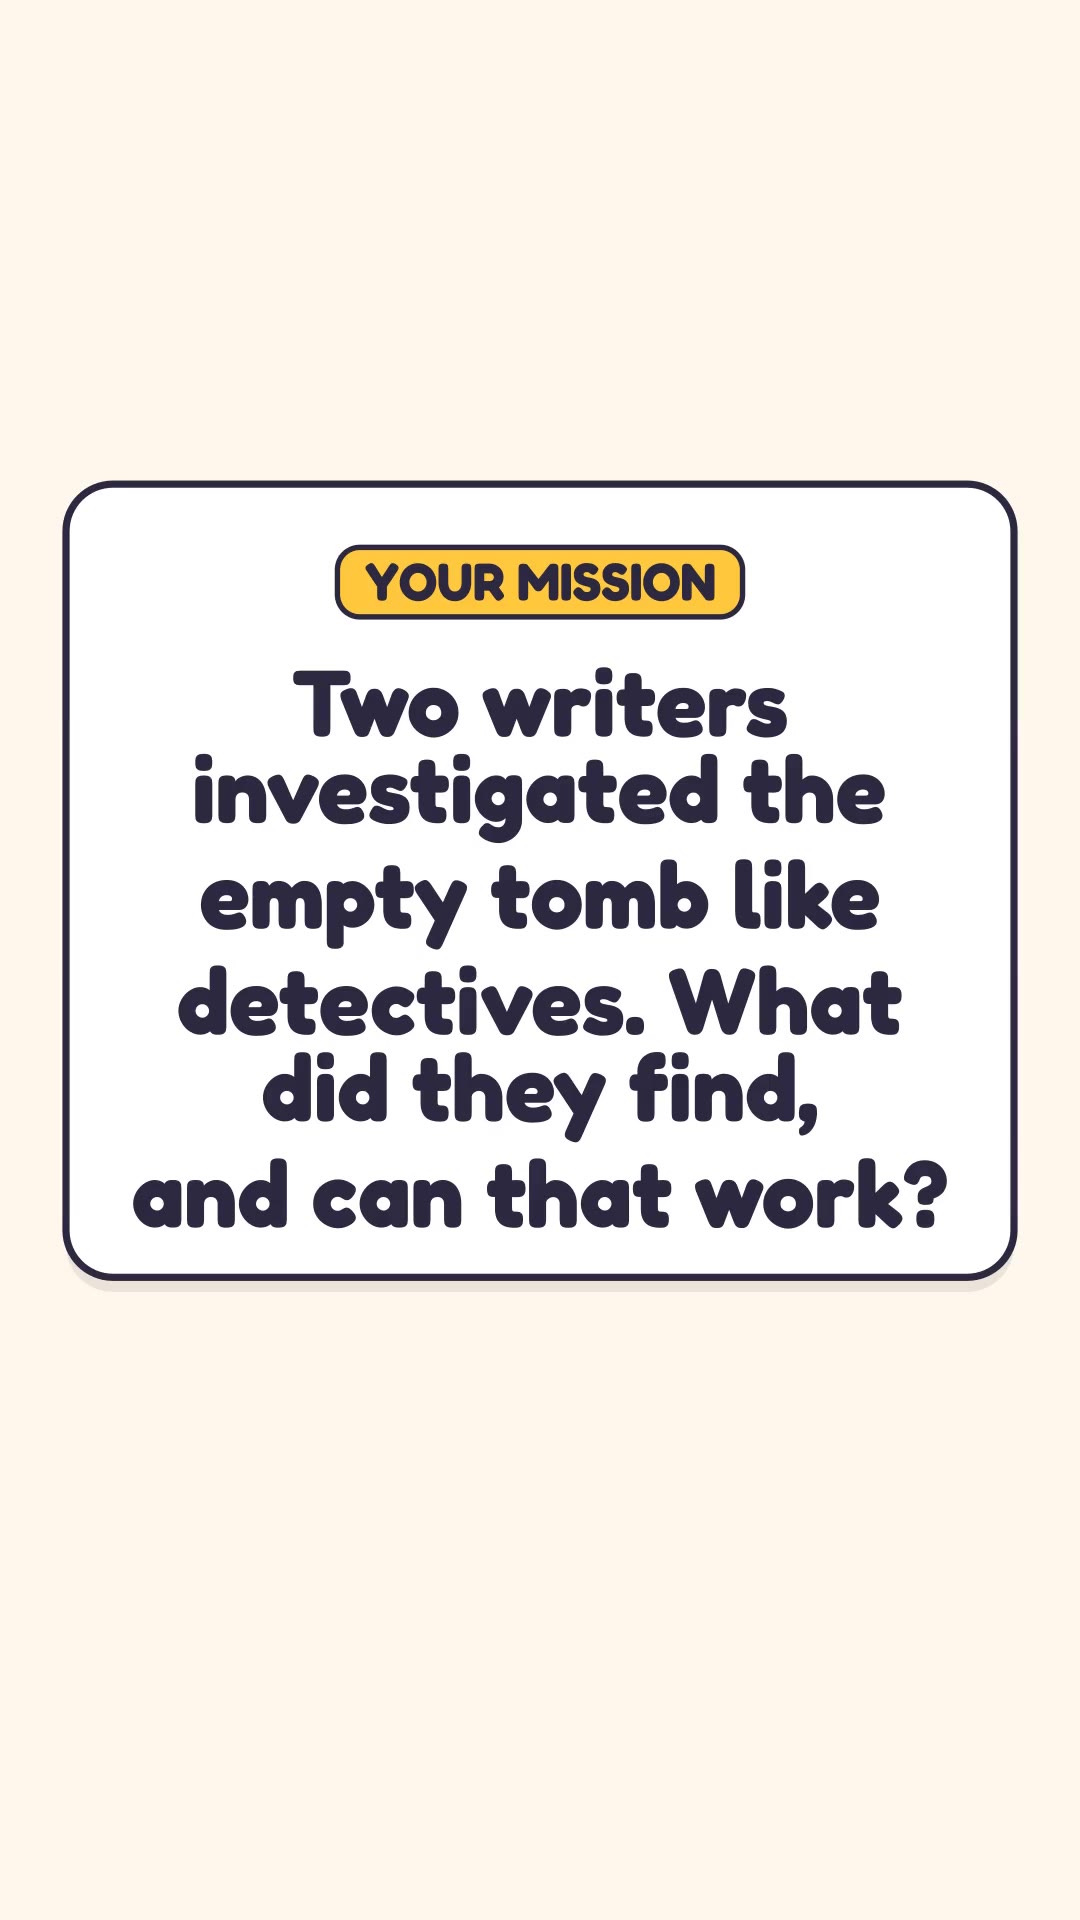 YOUR MISSION
Two writers
investigated the
empty tomb like
detectives. What
did they find,
and can that work?